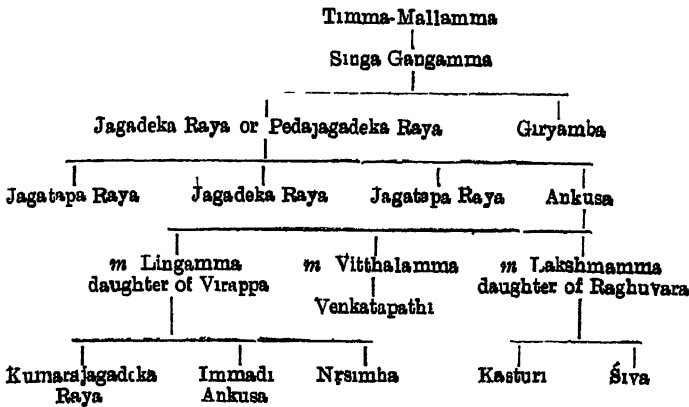 Timma-Mallamma
Singa Gangamma
Jagadeka Raya or Pedajagadeka Raya Giryamba
Jagatapa Raya Jagadeka Raya Jagatapa Raya Ankusa
m Lingamma m Vitthalamma m Lakshmamma
daughter of Virappa daughter of Raghuvara
Venkatapathi
Kumarajagadeka Immadi Nṛsimha Kasturi Śiva
Raya Ankusa